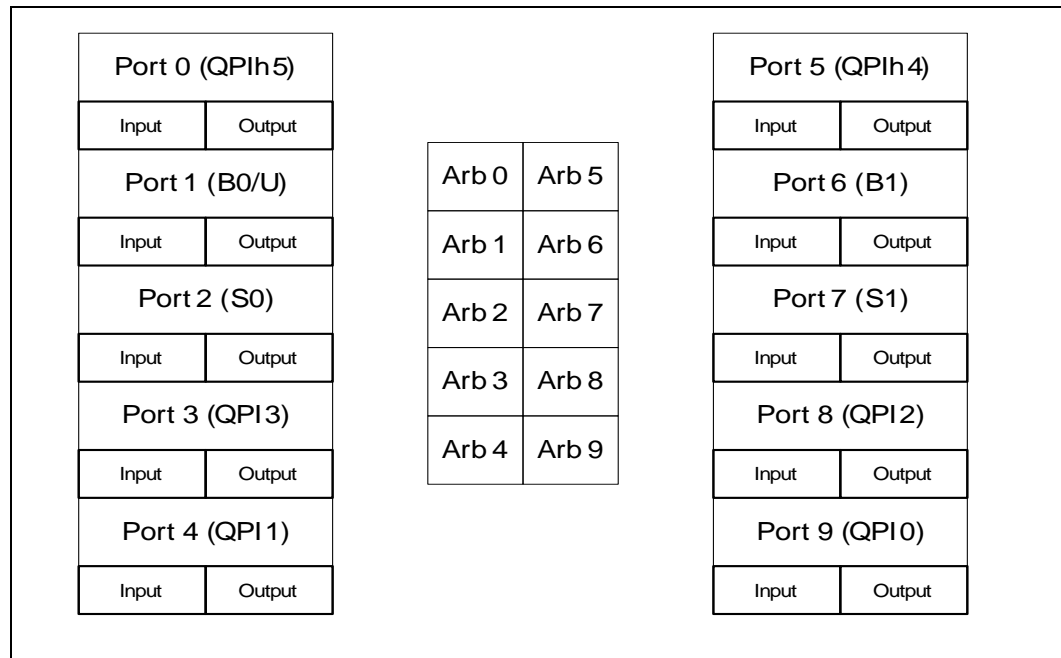 Port 0 (QPIh5)
Input Output
Port 1 (B0/U)
Input Output
Port 2 (S0)
Input Output
Port 3 (QPI3)
Input Output
Port 4 (QPI1)
Input Output
Arb 0 Arb 5
Arb 1 Arb 6
Arb 2 Arb 7
Arb 3 Arb 8
Arb 4 Arb 9
Port 5 (QPIh4)
Input Output
Port 6 (B1)
Input Output
Port 7 (S1)
Input Output
Port 8 (QPI2)
Input Output
Port 9 (QPI0)
Input Output